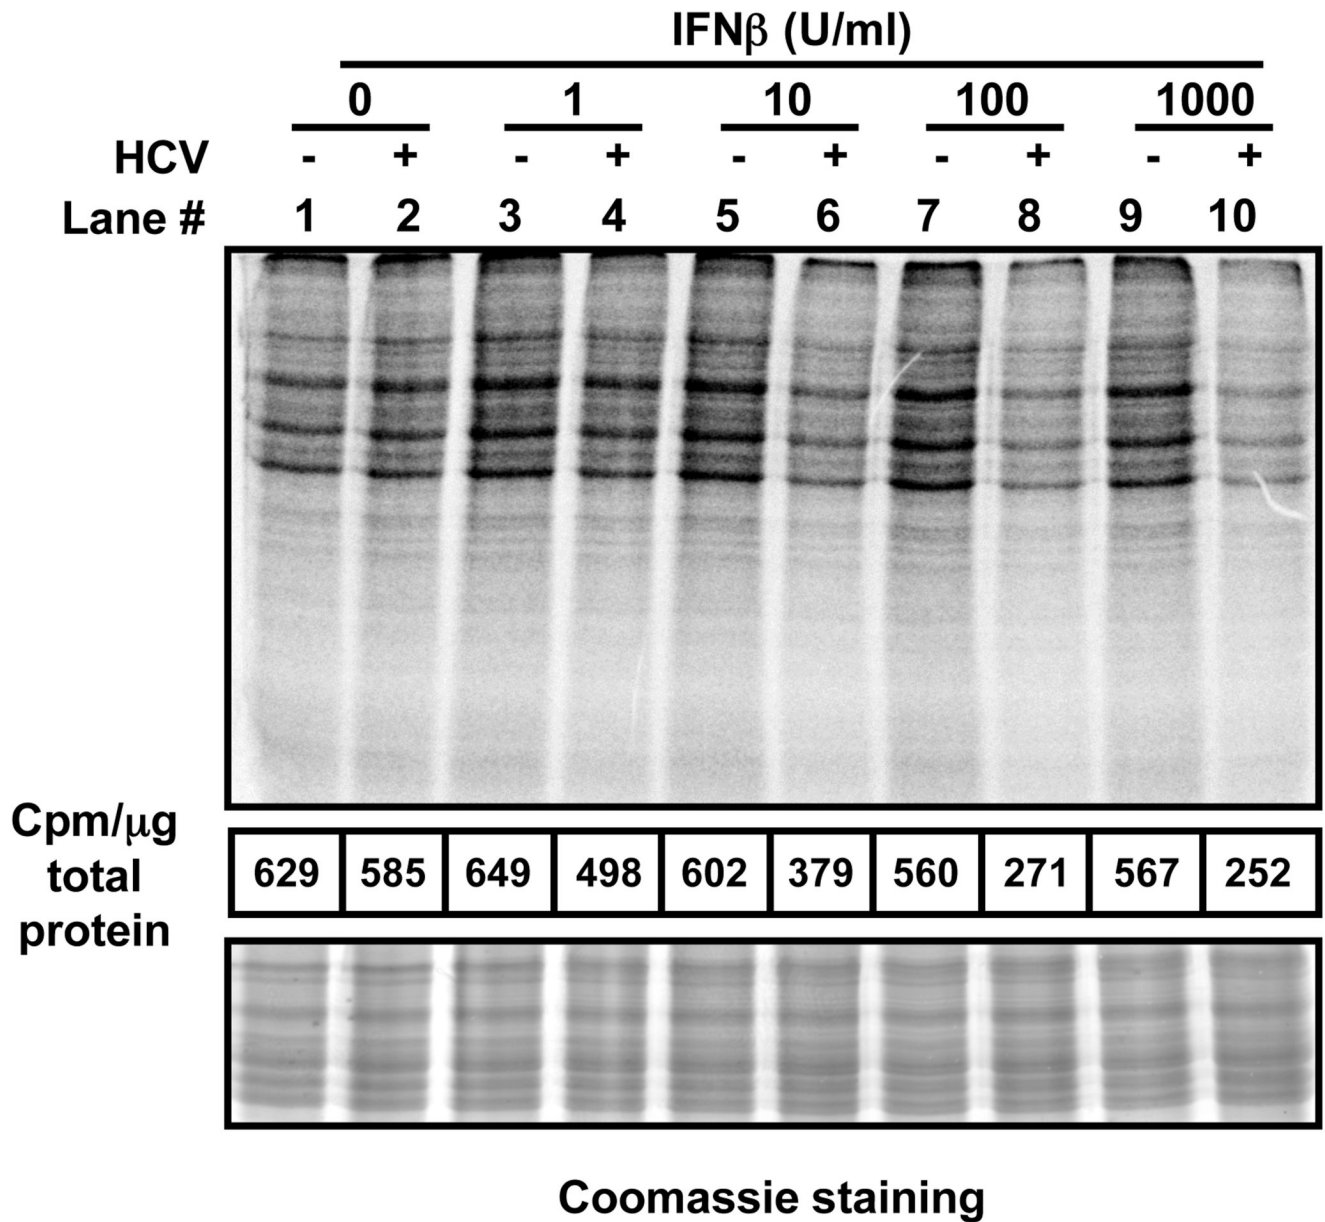 IFNβ (U/ml)
0 1 10 100 1000
HCV - + - + - + - + - +
Lane # 1 2 3 4 5 6 7 8 9 10
Cpm/μg
total
protein
629 585 649 498 602 379 560 271 567 252
Coomassie staining